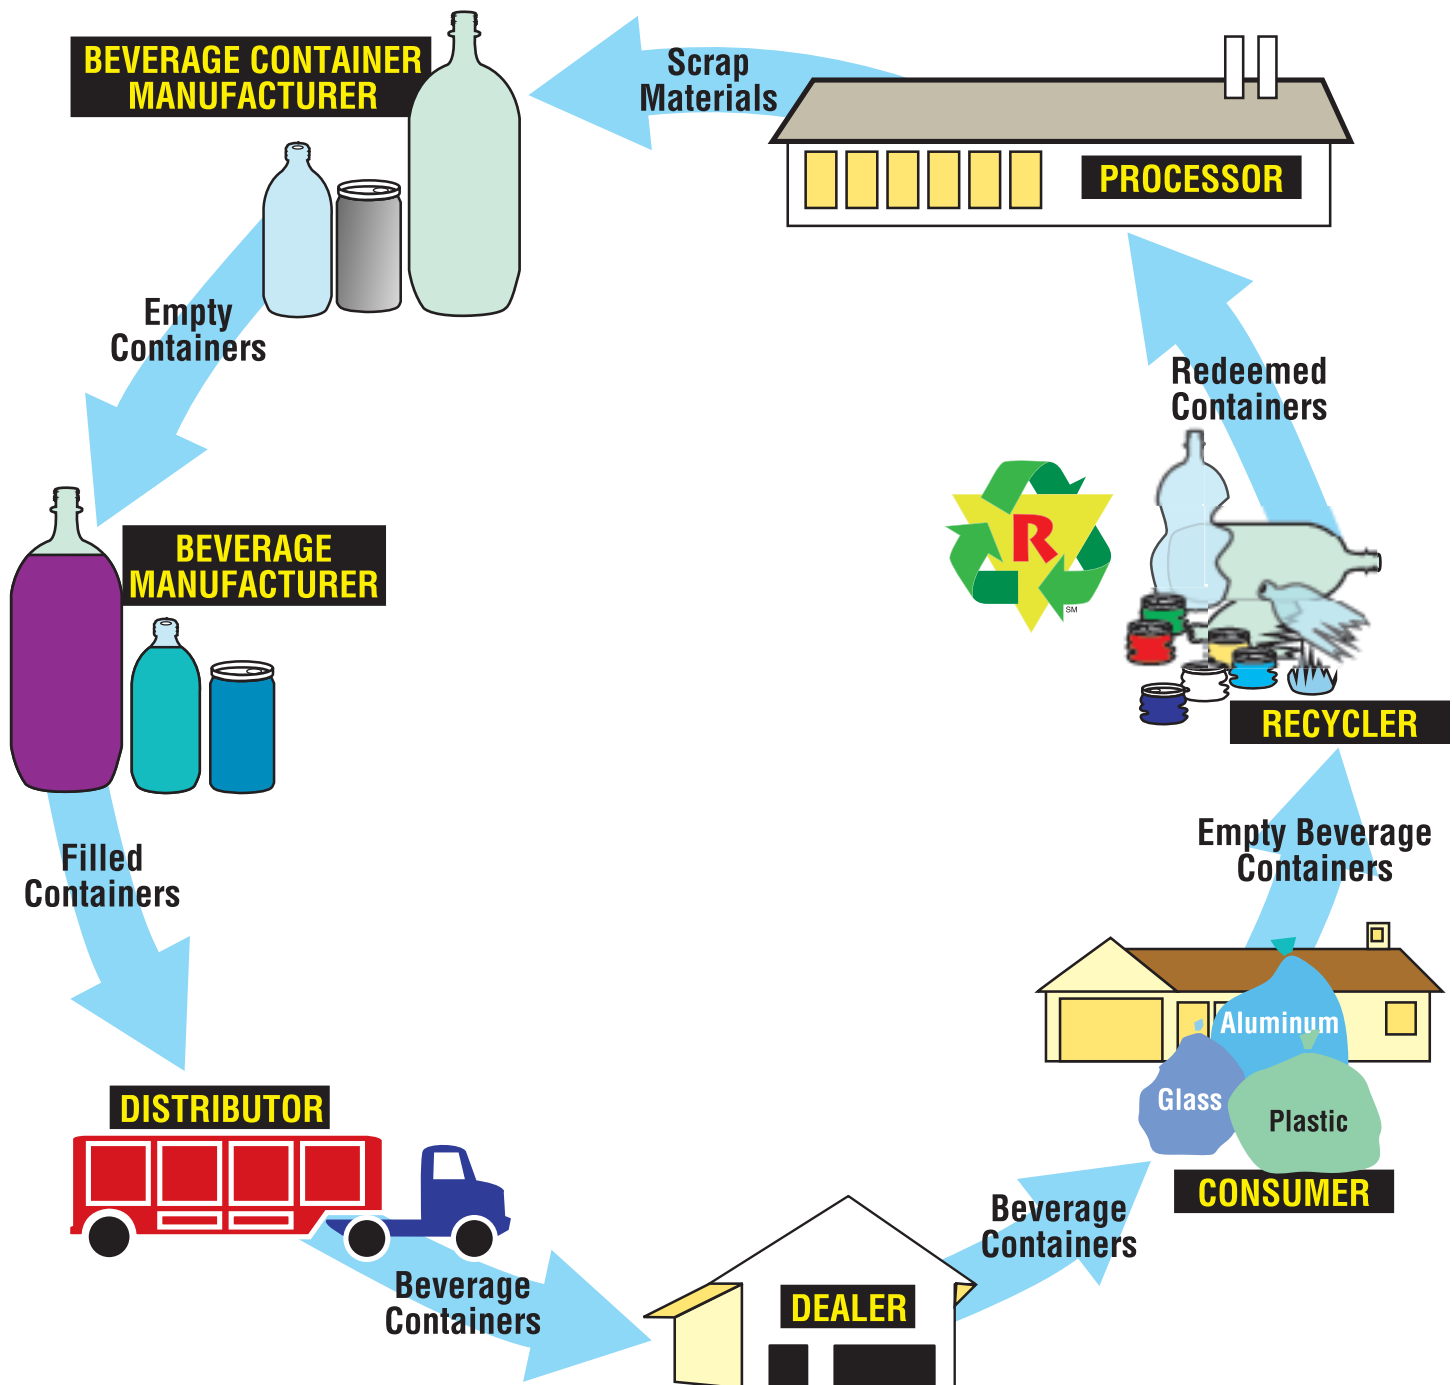 BEVERAGE CONTAINER
MANUFACTURER
Scrap
Materials
PROCESSOR
Empty
Containers
Redeemed
Containers
R
SM
BEVERAGE
MANUFACTURER
RECYCLER
Filled
Containers
Empty Beverage
Containers
Aluminum
Glass
Plastic
CONSUMER
DISTRIBUTOR
Beverage
Containers
Beverage
Containers
DEALER